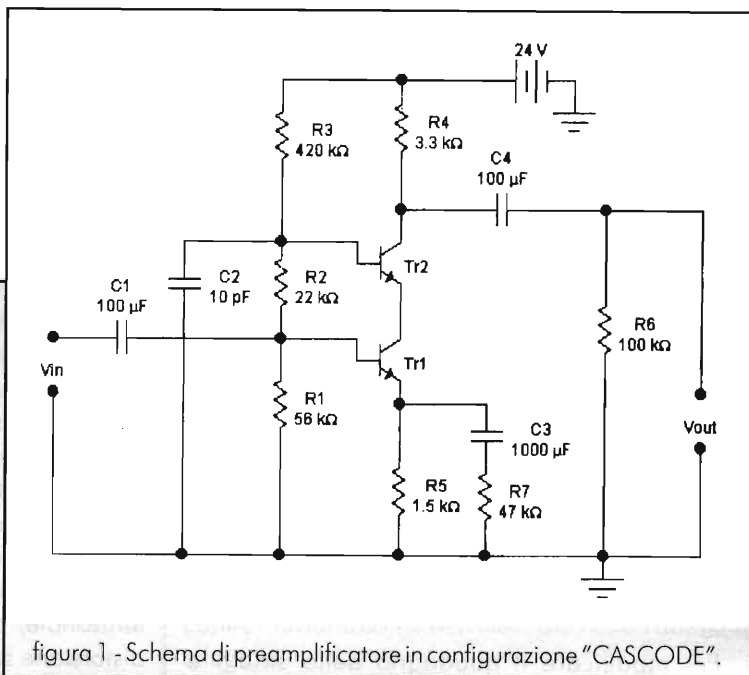 24 V
R3
420 kΩ
R4
3.3 kΩ
C4
100 µF
C1
100 µF
C2
10 pF
R2
22 kΩ
Tr2
R6
100 kΩ
Vin
Tr1
R1
56 kΩ
C3
1000 µF
Vout
R5
1.5 kΩ
R7
47 kΩ
figura 1 - Schema di preamplificatore in configurazione "CASCODE".